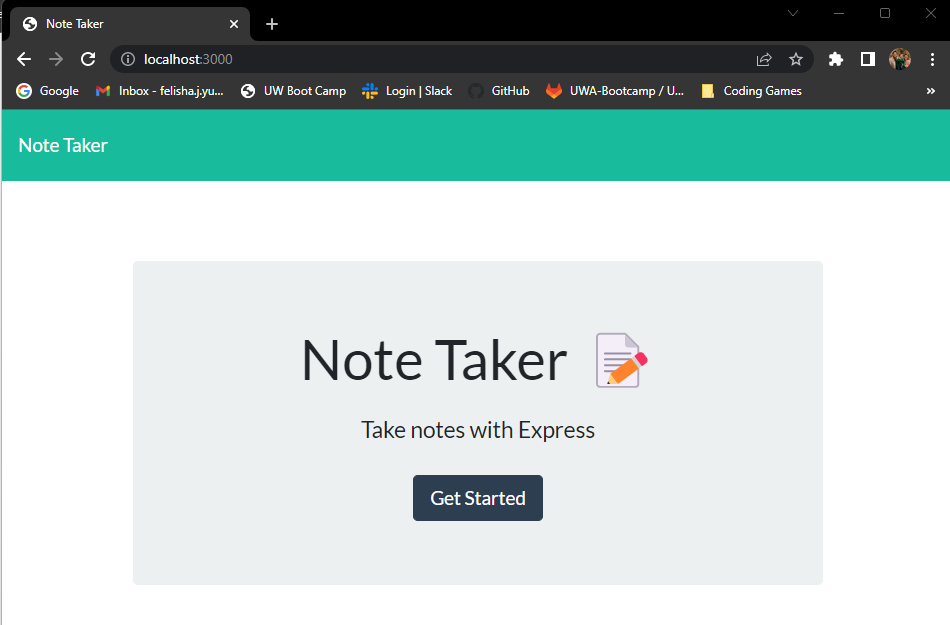 Note Taker
localhost:3000
Google Inbox - felisha.j.yu... UW Boot Camp Login | Slack GitHub UWA-Bootcamp / U... Coding Games »
Note Taker
Note Taker
Take notes with Express
Get Started